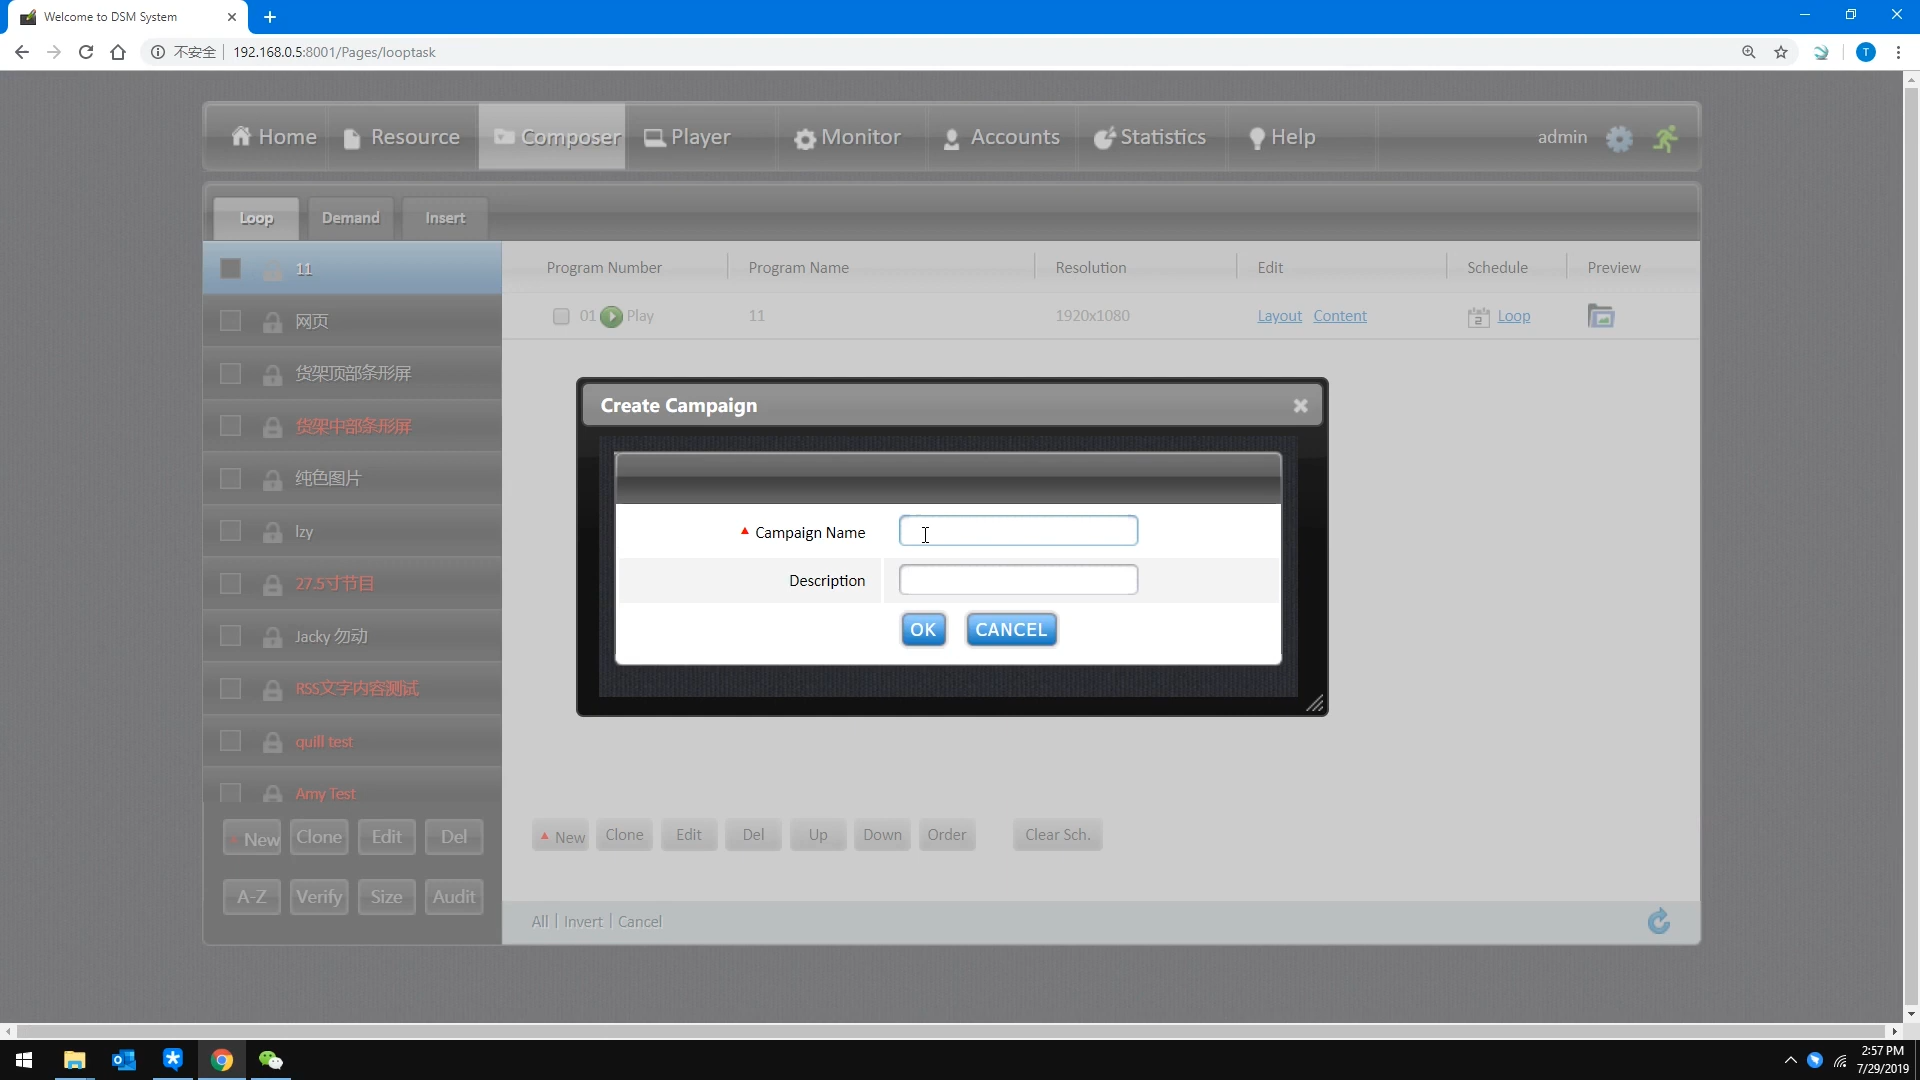 Welcome to DSM System
不安全 192.168.0.5:8001/Pages/looptask
T
Home Resource Composer Player Monitor Accounts Statistics Help admin
Loop Demand Insert
11
网页
货架顶部条形屏
货架中部条形屏
纯色图片
lzy
27.5寸节目
Jacky 勿动
RSS文字内容测试
quill test
Amy Test
New Clone Edit Del
A-Z Verify Size Audit
Program Number Program Name Resolution Edit Schedule Preview
01 Play 11 1920x1080 Layout Content 2 Loop
Create Campaign
Campaign Name
Description
OK CANCEL
New Clone Edit Del Up Down Order Clear Sch.
All | Invert | Cancel
2:57 PM
7/29/2019